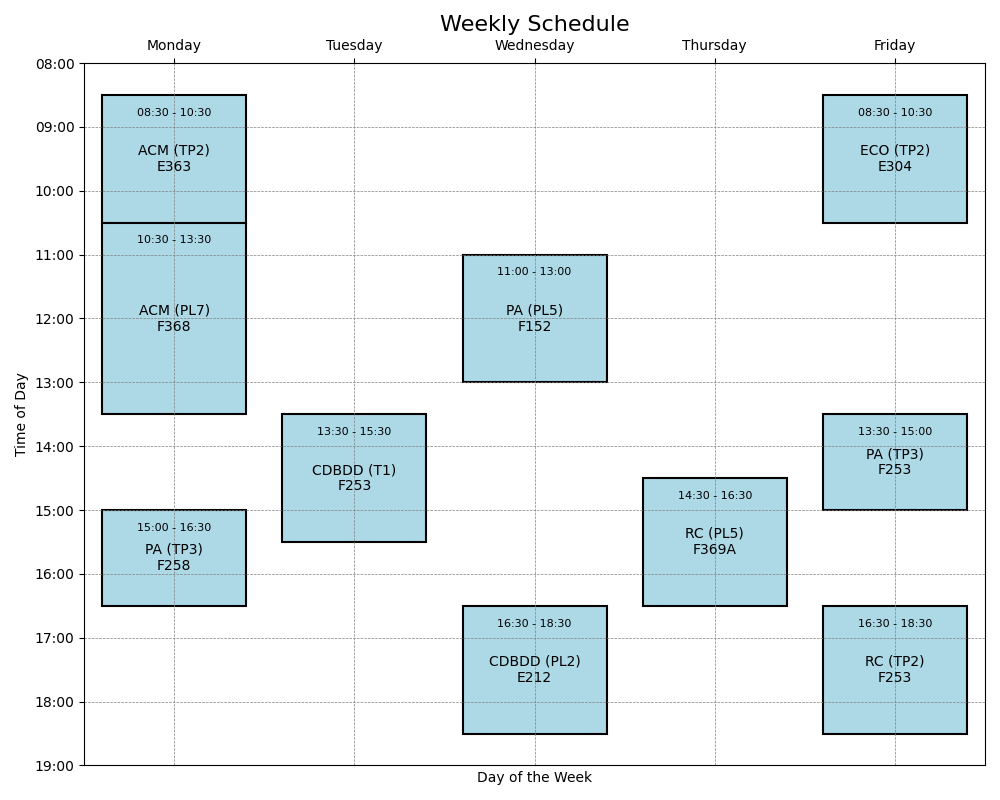 Weekly Schedule
Monday Tuesday Wednesday Thursday Friday
Time of Day
08:00
09:00
10:00
11:00
12:00
13:00
14:00
15:00
16:00
17:00
18:00
19:00
08:30 - 10:30
ACM (TP2)
E363
10:30 - 13:30
ACM (PL7)
F368
15:00 - 16:30
PA (TP3)
F258
13:30 - 15:30
CDBDD (T1)
F253
11:00 - 13:00
PA (PL5)
F152
16:30 - 18:30
CDBDD (PL2)
E212
14:30 - 16:30
RC (PL5)
F369A
08:30 - 10:30
ECO (TP2)
E304
13:30 - 15:00
PA (TP3)
F253
16:30 - 18:30
RC (TP2)
F253
Day of the Week